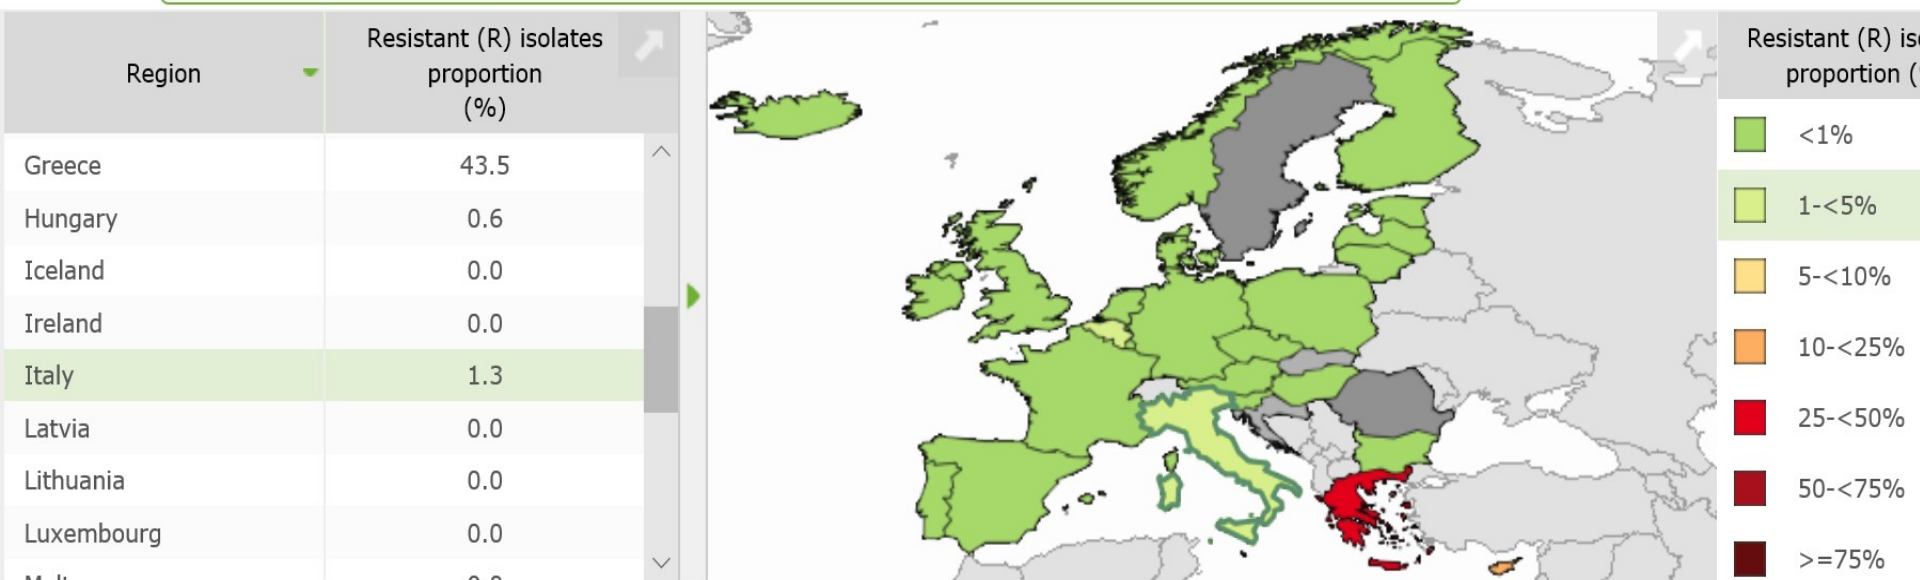 Region
Resistant (R) isolates
proportion
(%)
Greece 43.5
Hungary 0.6
Iceland 0.0
Ireland 0.0
Italy 1.3
Latvia 0.0
Lithuania 0.0
Luxembourg 0.0
Resistant (R)
proportion
<1%
1-<5%
5-<10%
10-<25%
25-<50%
50-<75%
>=75%